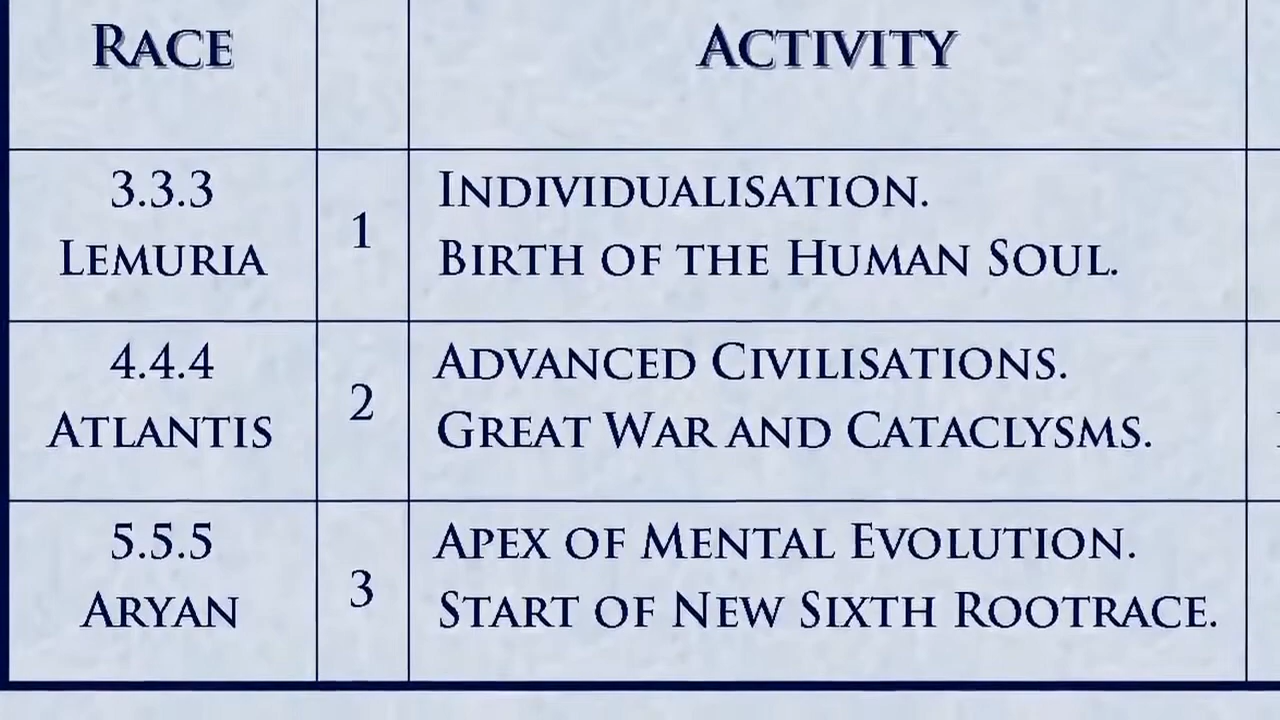 RACE ACTIVITY
3.3.3
LEMURIA
1
INDIVIDUALISATION.
BIRTH OF THE HUMAN SOUL.
4.4.4
ATLANTIS
2
ADVANCED CIVILISATIONS.
GREAT WAR AND CATACLYSMS.
5.5.5
ARYAN
3
APEX OF MENTAL EVOLUTION.
START OF NEW SIXTH ROOTRACE.